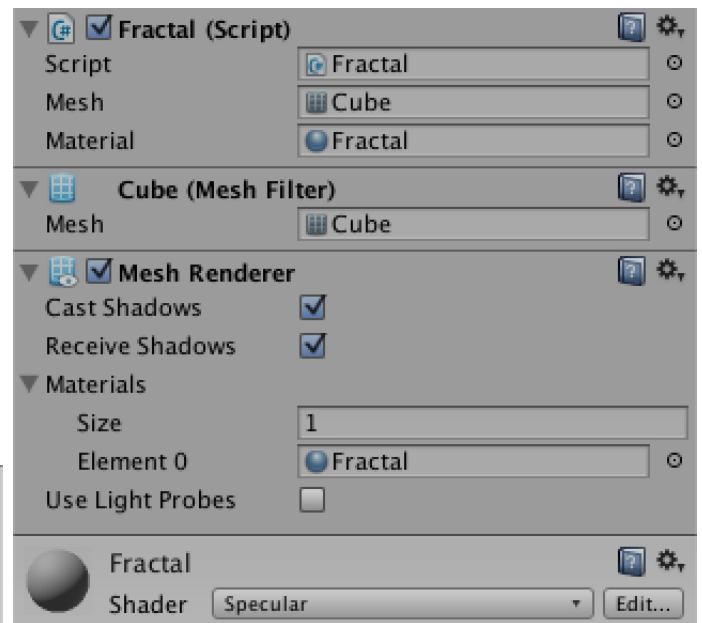 Fractal (Script)
Script Fractal
Mesh Cube
Material Fractal
Cube (Mesh Filter)
Mesh Cube
Mesh Renderer
Cast Shadows
Receive Shadows
Materials
Size 1
Element 0 Fractal
Use Light Probes
Fractal
Shader Specular Edit...